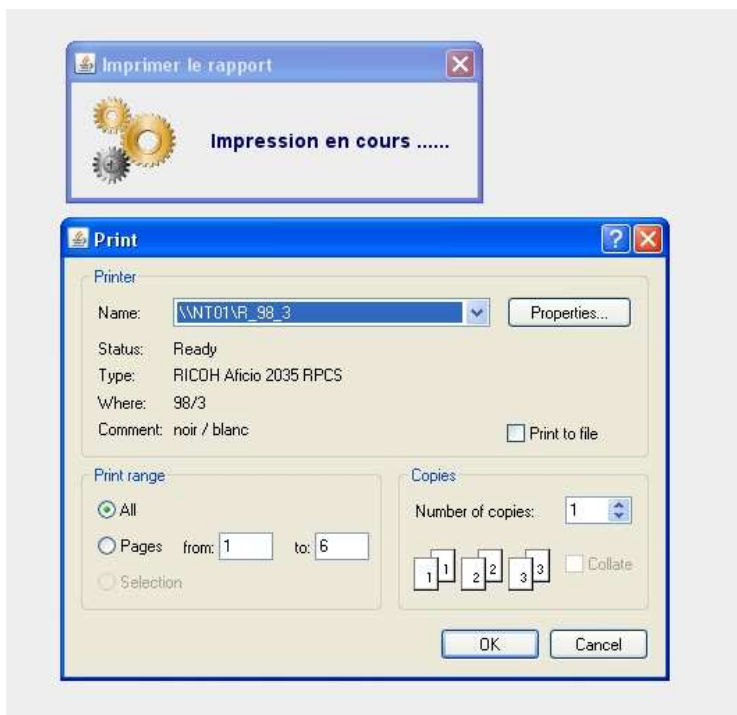 Imprimer le rapport
Impression en cours ......
Print
Printer
Name: \\NT01\R_98_3 Properties...
Status: Ready
Type: RICOH Aficio 2035 RPCS
Where: 98/3
Comment: noir / blanc Print to file
Print range
All
Pages from: 1 to: 6
Selection
Copies
Number of copies: 1
1 1 2 2 3 3 Collate
OK Cancel